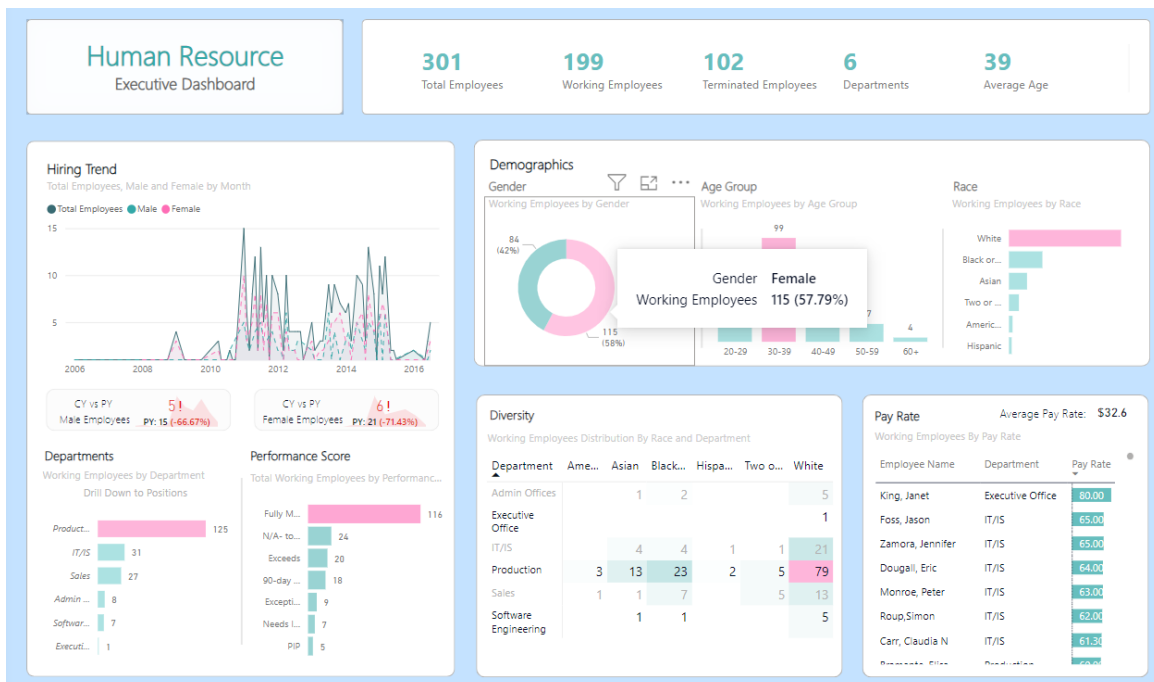 Human Resource
Executive Dashboard
301
Total Employees
199
Working Employees
102
Terminated Employees
6
Departments
39
Average Age
Hiring Trend
Total Employees, Male and Female by Month
Total Employees Male Female
15
10
5
2006 2008 2010 2012 2014 2016
CY vs PY
Male Employees
5!
PY: 15 (-66.67%)
CY vs PY
Female Employees
6!
PY: 21 (-71.43%)
Departments
Working Employees by Department
Drill Down to Positions
Product... 125
IT/IS 31
Sales 27
Admin ... 8
Softwar... 7
Executi... 1
Performance Score
Total Working Employees by Performanc...
Fully M... 116
N/A- to... 24
Exceeds 20
90-day ... 18
Excepti... 9
Needs I... 7
PIP 5
Demographics
Gender
Working Employees by Gender
84
(42%)
115
(58%)
Gender Female
Working Employees 115 (57.79%)
Age Group
Working Employees by Age Group
99
7
4
20-29 30-39 40-49 50-59 60+
Race
Working Employees by Race
White
Black or...
Asian
Two or ...
Americ...
Hispanic
Diversity
Working Employees Distribution By Race and Department
Department Ame... Asian Black... Hispa... Two o... White
Admin Offices 1 2 5
Executive
Office 1
IT/IS 4 4 1 1 21
Production 3 13 23 2 5 79
Sales 1 1 7 5 13
Software
Engineering 1 1 5
Pay Rate
Average Pay Rate: $32.6
Working Employees By Pay Rate
Employee Name Department Pay Rate
King, Janet Executive Office 80.00
Foss, Jason IT/IS 65.00
Zamora, Jennifer IT/IS 65.00
Dougall, Eric IT/IS 64.00
Monroe, Peter IT/IS 63.00
Roup,Simon IT/IS 62.00
Carr, Claudia N IT/IS 61.30